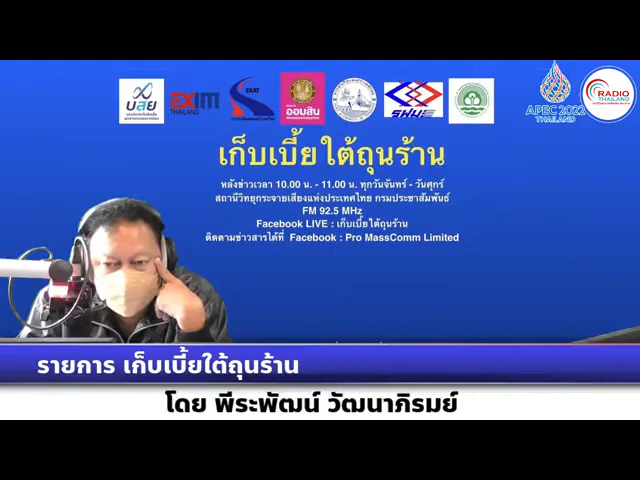 บสย
EXIM
THAILAND
EXAT
ออมสิน
รฟม
APEC 2022
THAILAND
RADIO
THAILAND
เก็บเบี้ยใต้ถุนร้าน
หลังข่าวเวลา 10.00 น. - 11.00 น. ทุกวันจันทร์ - วันศุกร์
สถานีวิทยุกระจายเสียงแห่งประเทศไทย กรมประชาสัมพันธ์
FM 92.5 MHz
Facebook LIVE : เก็บเบี้ยใต้ถุนร้าน
ติดตามข่าวสารได้ที่ Facebook : Pro MassComm Limited
รายการ เก็บเบี้ยใต้ถุนร้าน
โดย พีระพัฒน์ วัฒนาภิรมย์